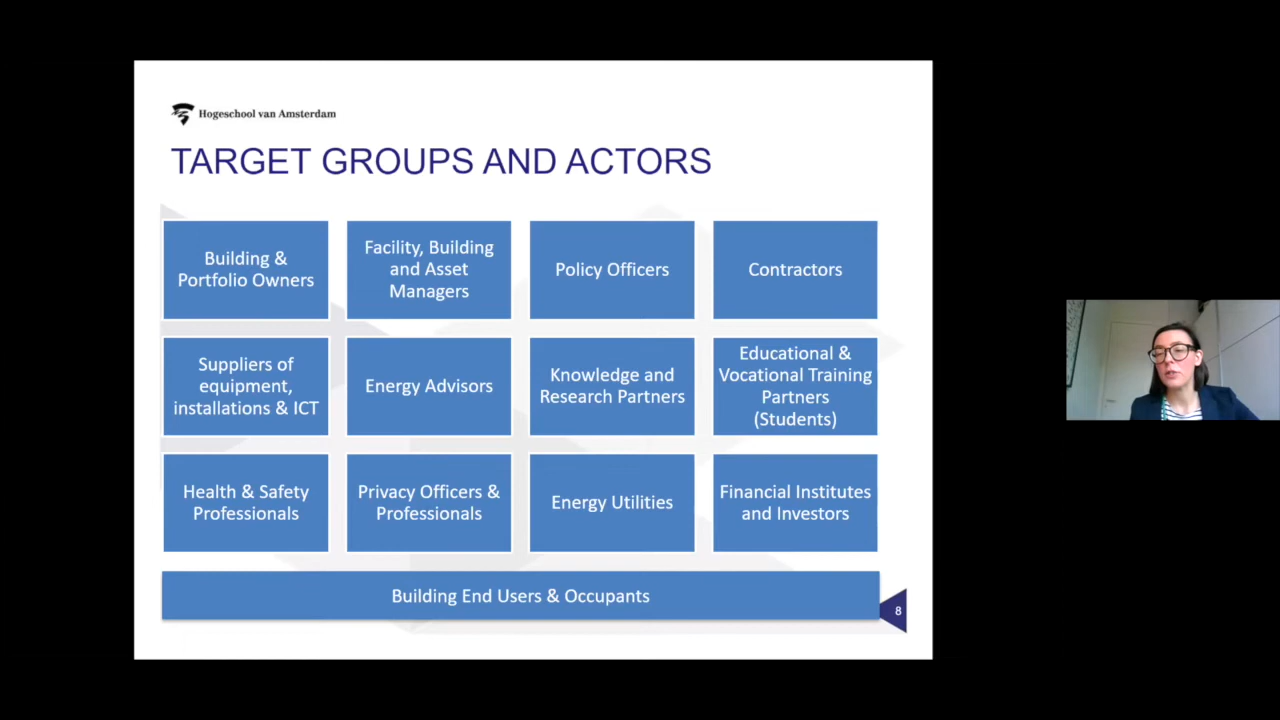 Hogeschool van Amsterdam
TARGET GROUPS AND ACTORS
Building &
Portfolio Owners
Facility, Building
and Asset
Managers
Policy Officers
Contractors
Suppliers of
equipment,
installations & ICT
Energy Advisors
Knowledge and
Research Partners
Educational &
Vocational Training
Partners
(Students)
Health & Safety
Professionals
Privacy Officers &
Professionals
Energy Utilities
Financial Institutes
and Investors
Building End Users & Occupants
8